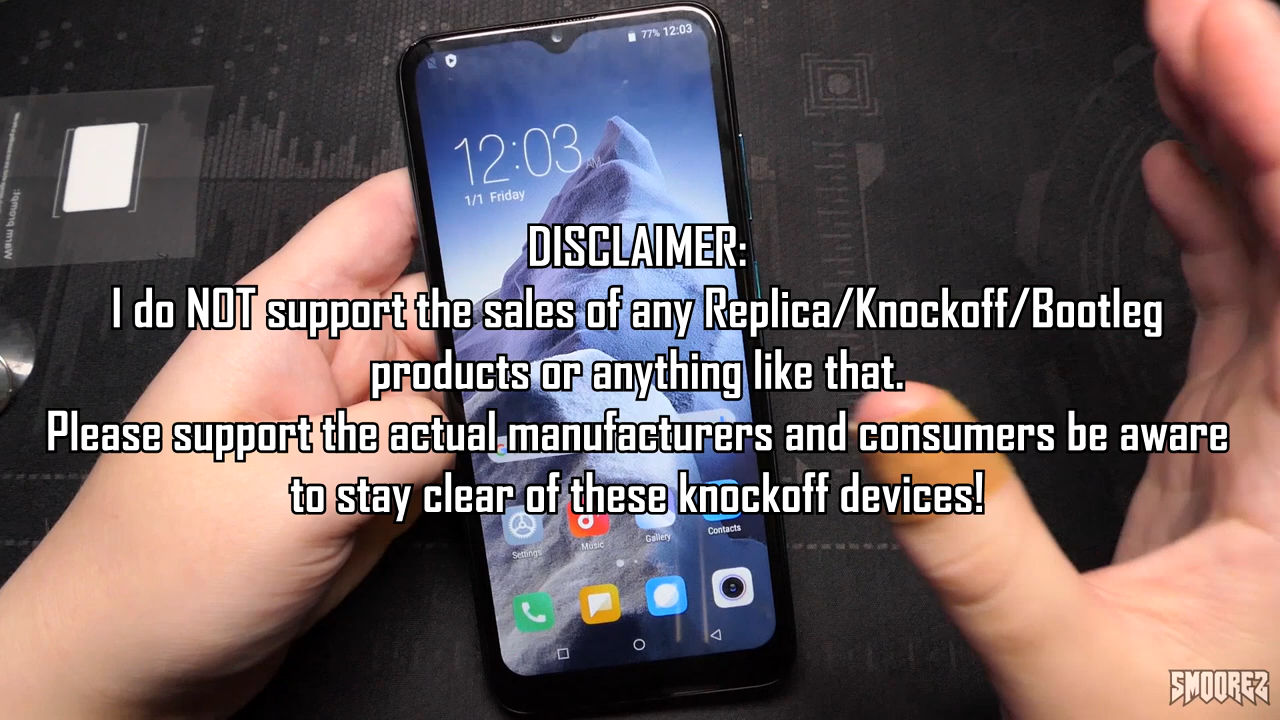 77% 12:03
12:03 AM
1/1 Friday
DISCLAIMER:
I do NOT support the sales of any Replica/Knockoff/Bootleg
products or anything like that.
Please support the actual manufacturers and consumers be aware
to stay clear of these knockoff devices!
Settings
Music
Gallery
Contacts
SMOOREZ